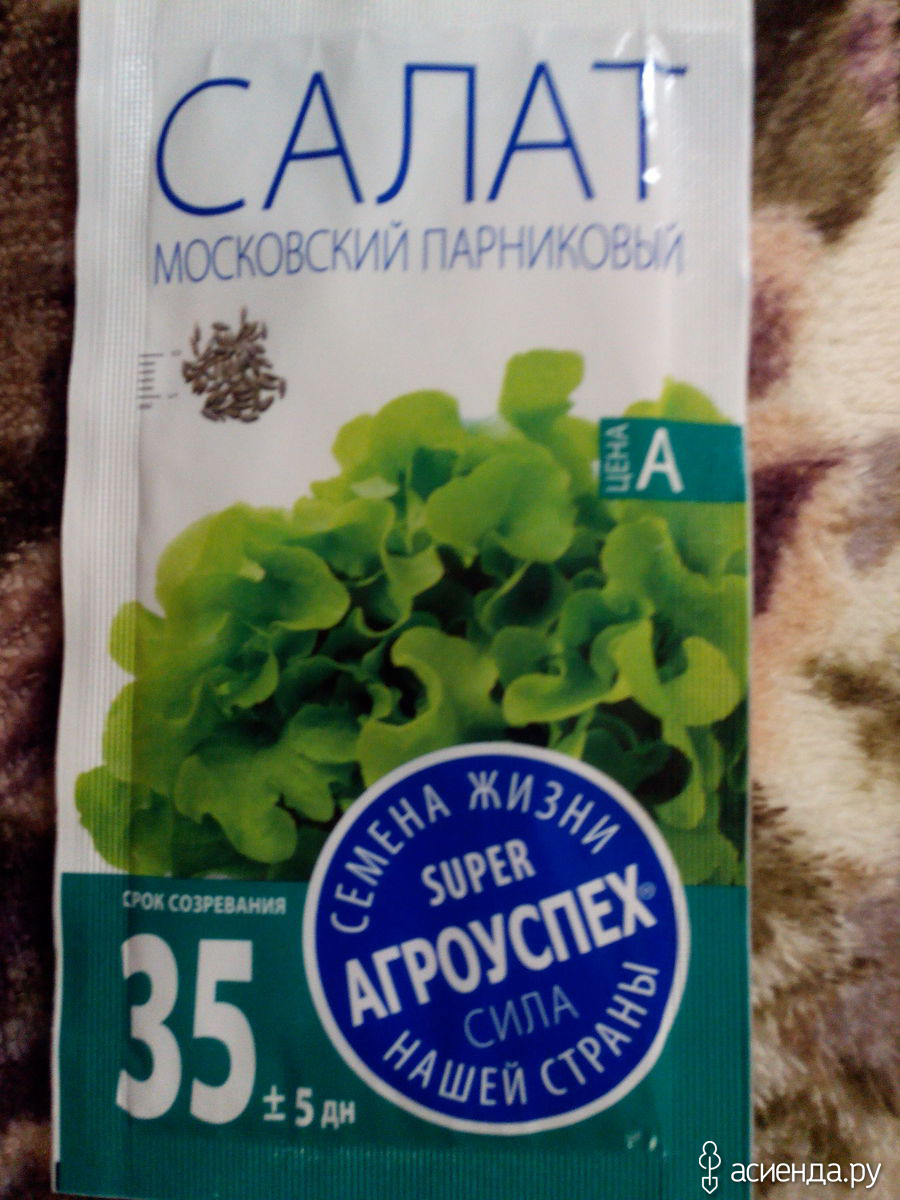 САЛАТ
МОСКОВСКИЙ ПАРНИКОВЫЙ
ЦЕНА А
СРОК СОЗРЕВАНИЯ
35 ± 5 дн
СЕМЕНА ЖИЗНИ
SUPER
АГРОУСПЕХ®
СИЛА
НАШЕЙ СТРАНЫ
асиенда.ру